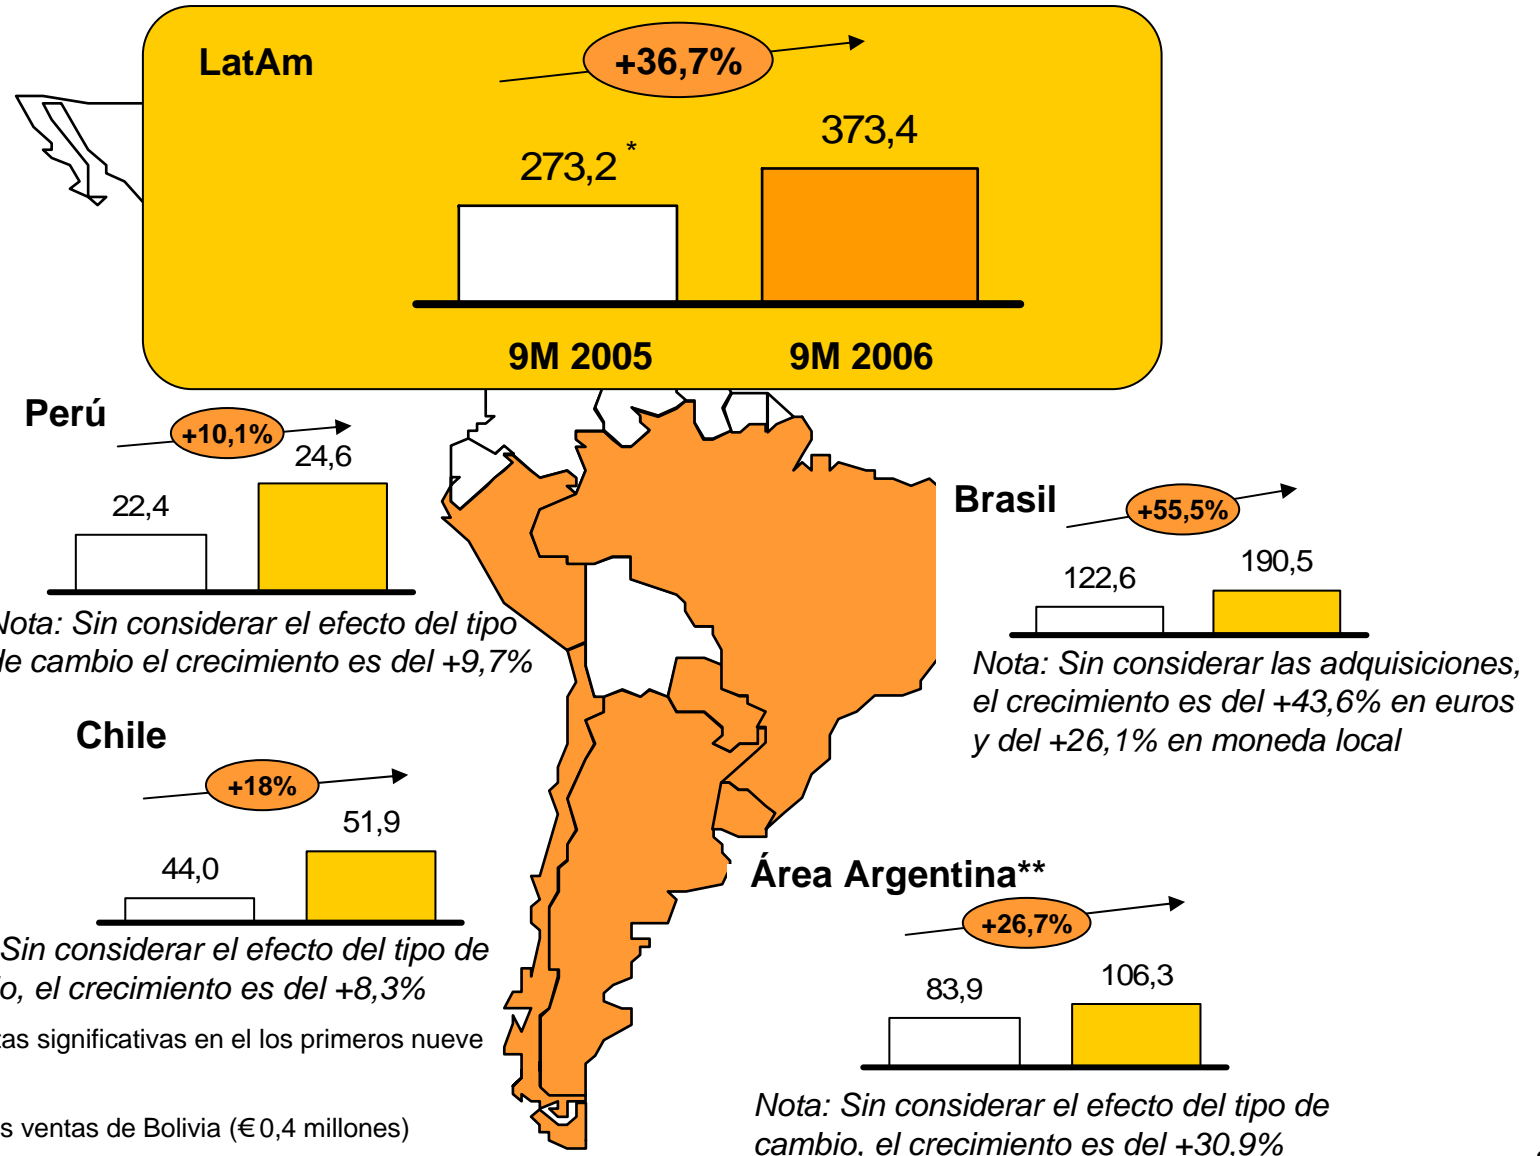 LatAm
+36,7%
273,2 *
373,4
9M 2005
9M 2006
Perú
+10,1%
22,4
24,6
Nota: Sin considerar el efecto del tipo
de cambio el crecimiento es del +9,7%
Brasil
+55,5%
122,6
190,5
Nota: Sin considerar las adquisiciones,
el crecimiento es del +43,6% en euros
y del +26,1% en moneda local
Chile
+18%
44,0
51,9
Sin considerar el efecto del tipo de
o, el crecimiento es del +8,3%
Área Argentina**
+26,7%
83,9
106,3
Nota: Sin considerar el efecto del tipo de
cambio, el crecimiento es del +30,9%
tas significativas en el los primeros nueve
s ventas de Bolivia (€ 0,4 millones)